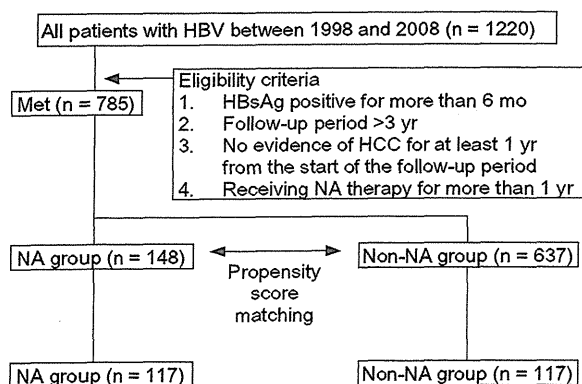 All patients with HBV between 1998 and 2008 (n = 1220)
Eligibility criteria
1. HBsAg positive for more than 6 mo
2. Follow-up period >3 yr
3. No evidence of HCC for at least 1 yr
from the start of the follow-up period
4. Receiving NA therapy for more than 1 yr
Met (n = 785)
NA group (n = 148)
Propensity
score
matching
Non-NA group (n = 637)
NA group (n = 117)
Non-NA group (n = 117)